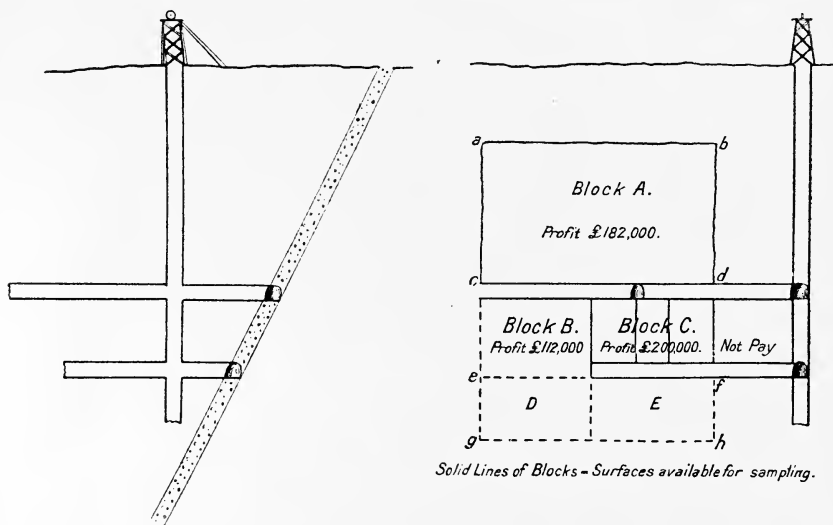 a b
Block A.
Profit £182,000.
c d
Block B. Block C.
Profit £112,000 Profit £200,000. Not Pay
e f
D E
g h
Solid Lines of Blocks - Surfaces available for sampling.